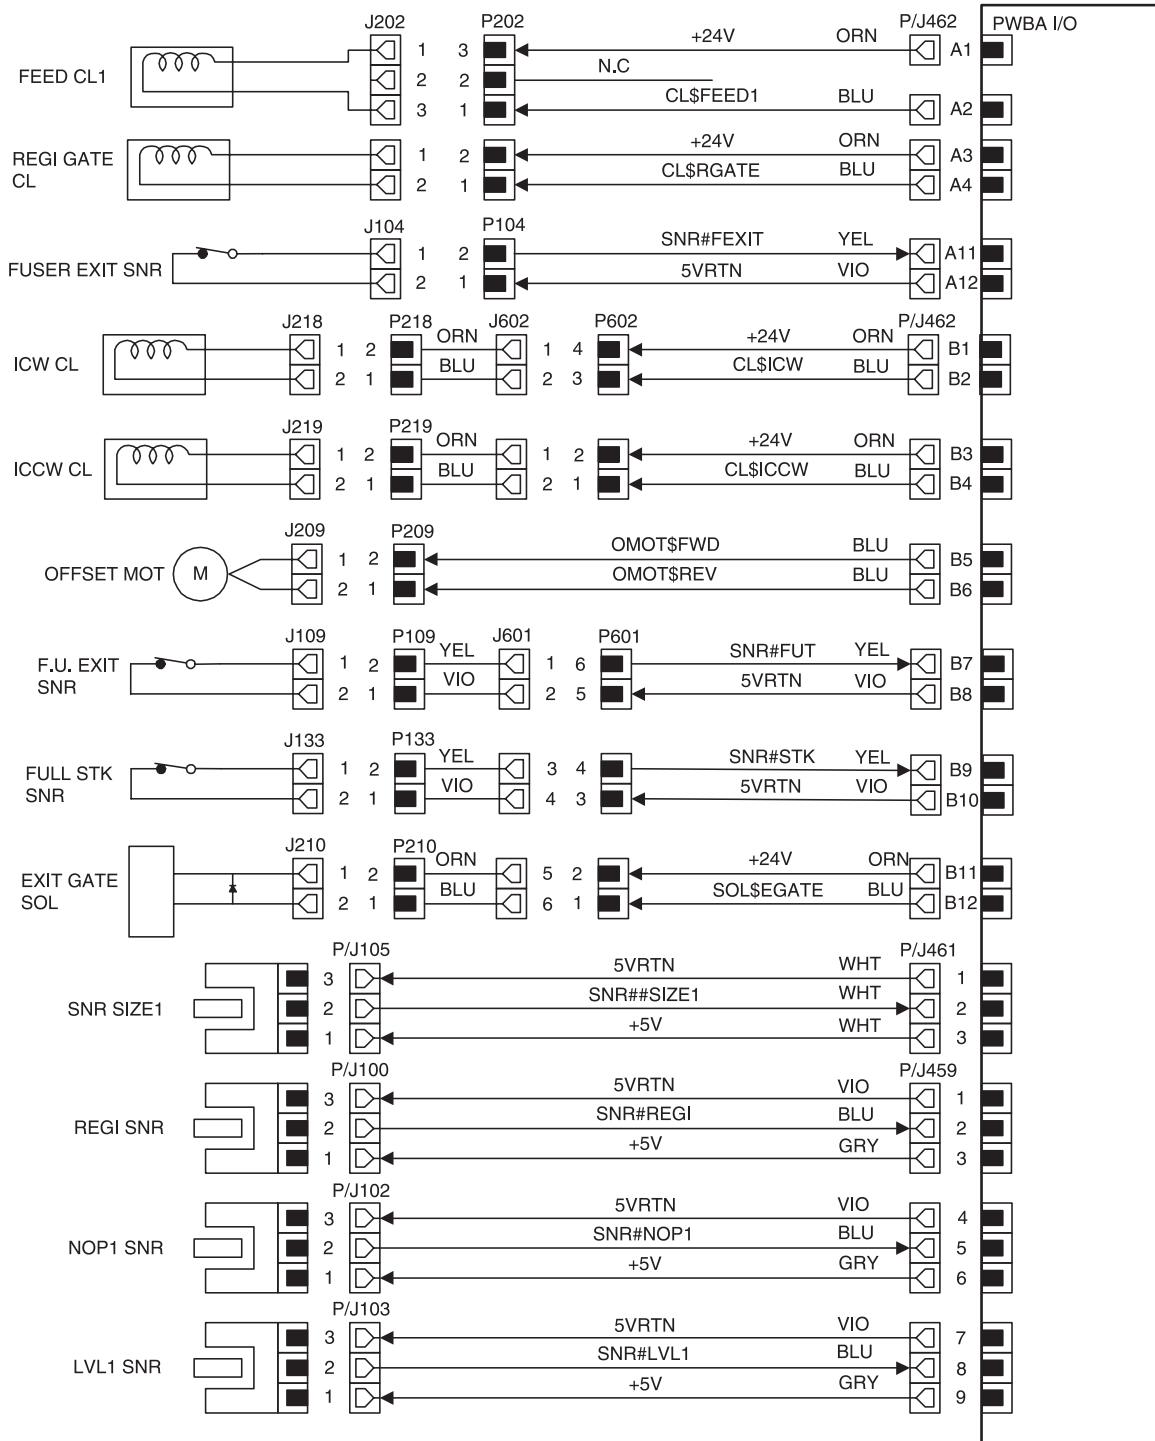 J202 P202 P/J462 PWBA I/O
FEED CL1 1 3 +24V ORN A1
2 2 N.C
3 1 CL$FEED1 BLU A2
REGI GATE CL 1 2 +24V ORN A3
2 1 CL$RGATE BLU A4
J104 P104
FUSER EXIT SNR 1 2 SNR#FEXIT YEL A11
2 1 5VRTN VIO A12
J218 P218 J602 P602 P/J462
ICW CL 1 2 ORN 1 4 +24V ORN B1
2 1 BLU 2 3 CL$ICW BLU B2
J219 P219
ICCW CL 1 2 ORN 1 2 +24V ORN B3
2 1 BLU 2 1 CL$ICCW BLU B4
J209 P209
OFFSET MOT M 1 2 OMOT$FWD BLU B5
2 1 OMOT$REV BLU B6
J109 P109 J601 P601
F.U. EXIT SNR 1 2 YEL 1 6 SNR#FUT YEL B7
2 1 VIO 2 5 5VRTN VIO B8
J133 P133
FULL STK SNR 1 2 YEL 3 4 SNR#STK YEL B9
2 1 VIO 4 3 5VRTN VIO B10
J210 P210
EXIT GATE SOL 1 2 ORN 5 2 +24V ORN B11
2 1 BLU 6 1 SOL$EGATE BLU B12
P/J105 P/J461
3 5VRTN WHT 1
SNR SIZE1 2 SNR##SIZE1 WHT 2
1 +5V WHT 3
P/J100 P/J459
3 5VRTN VIO 1
REGI SNR 2 SNR#REGI BLU 2
1 +5V GRY 3
P/J102
3 5VRTN VIO 4
NOP1 SNR 2 SNR#NOP1 BLU 5
1 +5V GRY 6
P/J103
3 5VRTN VIO 7
LVL1 SNR 2 SNR#LVL1 BLU 8
1 +5V GRY 9